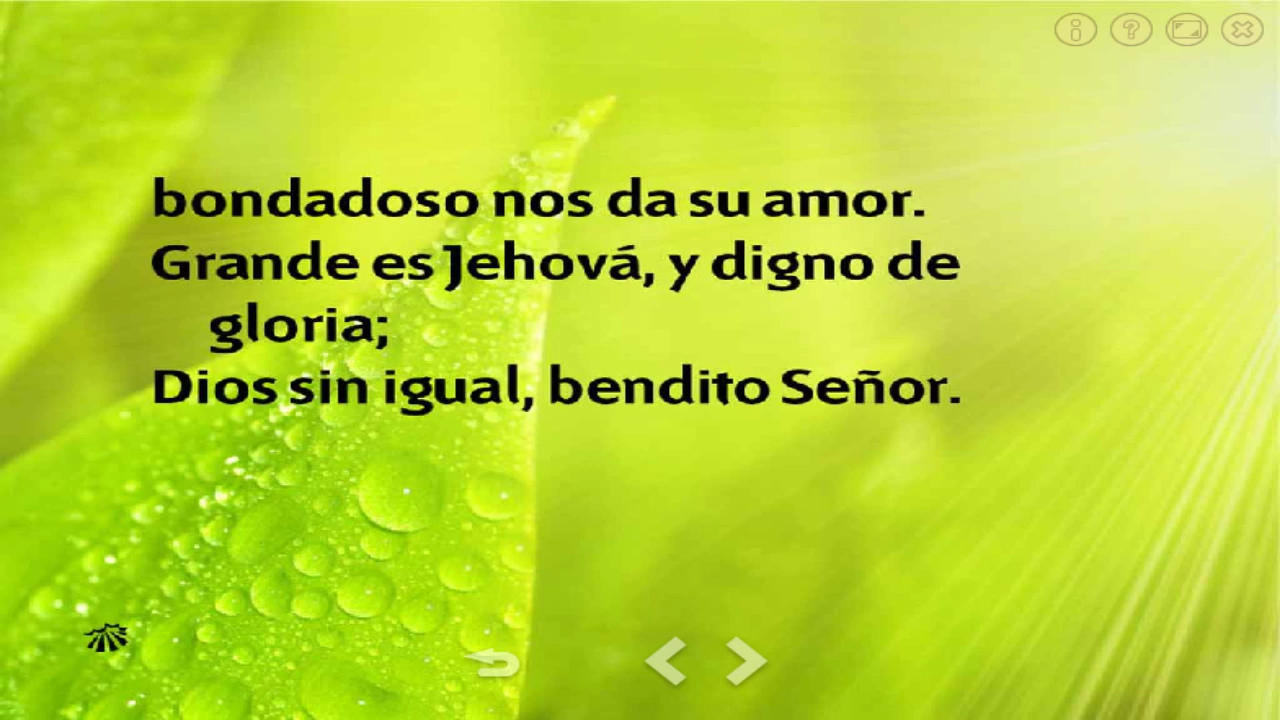 bondadoso nos da su amor.
Grande es Jehová, y digno de
gloria;
Dios sin igual, bendito Señor.